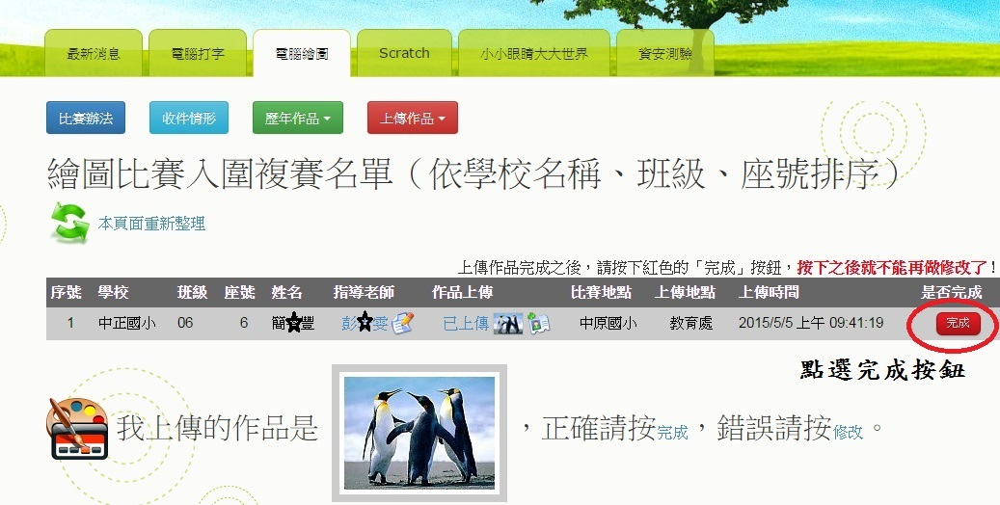 最新消息 電腦打字 電腦繪圖 Scratch 小小眼睛大大世界 資安測驗
比賽辦法 收件情形 歷年作品 上傳作品
繪圖比賽入圍複賽名單（依學校名稱、班級、座號排序）
本頁面重新整理
上傳作品完成之後，請按下紅色的「完成」按鈕，按下之後就不能再做修改了！
序號 學校 班級 座號 姓名 指導老師 作品上傳 比賽地點 上傳地點 上傳時間 是否完成
1 中正國小 06 6 簡 豐 彭 雯 已上傳 中原國小 教育處 2015/5/5 上午 09:41:19 完成
點選完成按鈕
我上傳的作品是 ，正確請按完成，錯誤請按修改。